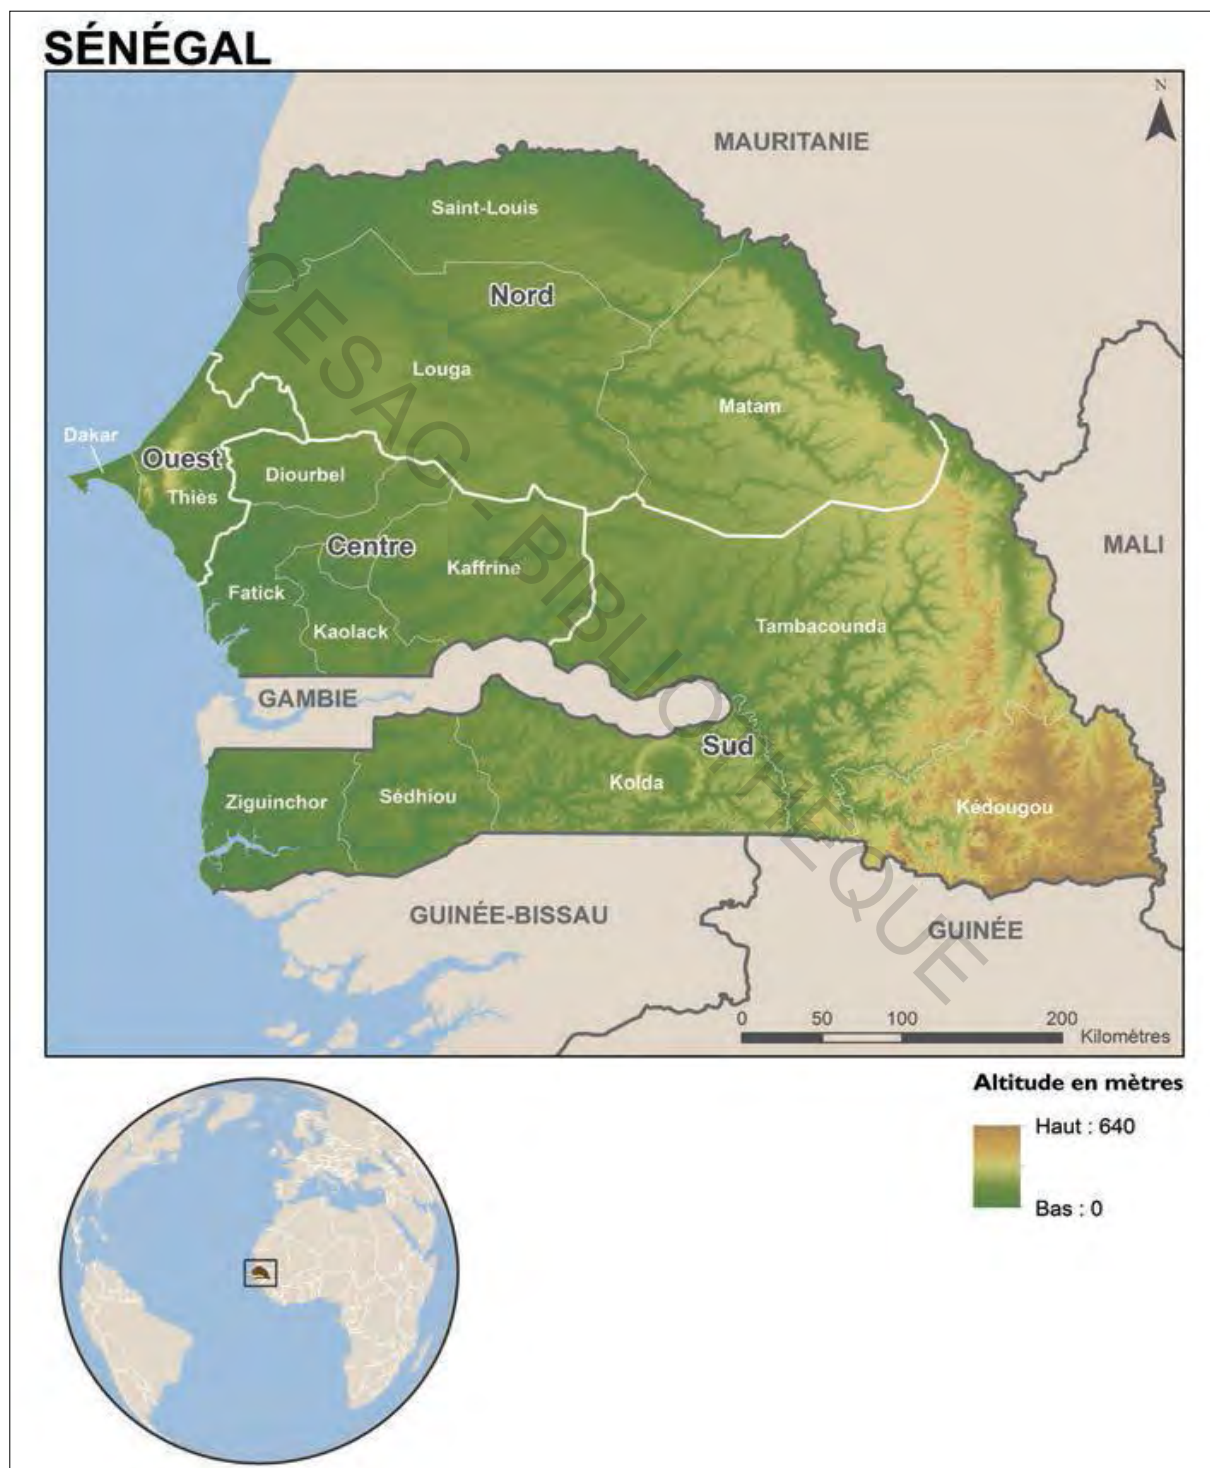 SÉNÉGAL
N
MAURITANIE
Saint-Louis
Nord
Louga
Matam
Dakar
Ouest
Diourbel
Thiès
Centre
MALI
Kaffrine
Fatick
Kaolack
Tambacounda
GAMBIE
Sud
Kolda
Sédhiou
Ziguinchor
Kédougou
GUINÉE-BISSAU
GUINÉE
CESAG - BIBLIOTHEQUE
0 50 100 200
Kilomètres
Altitude en mètres
Haut : 640
Bas : 0